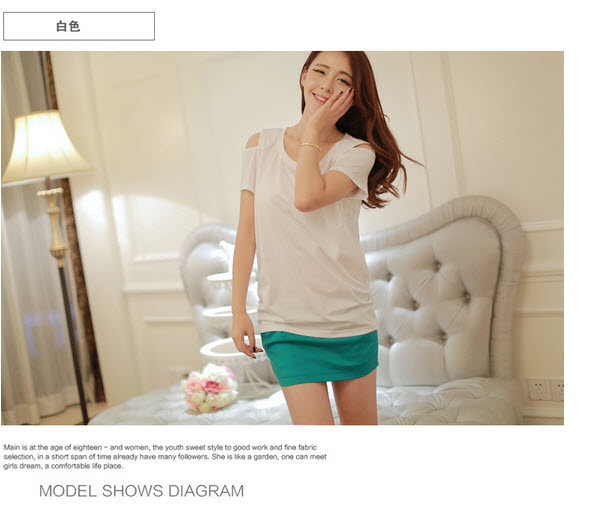 白色
Main is at the age of eighteen - and women, the youth sweet style to good work and fine fabric
selection, in a short span of time already have many followers. She is like a garden, one can meet
girls dream, a comfortable life place.
MODEL SHOWS DIAGRAM